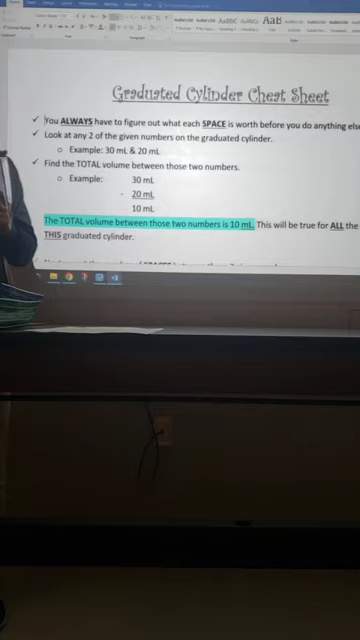 Graduated Cylinder Cheat Sheet
✓ You ALWAYS have to figure out what each SPACE is worth before you do anything else
✓ Look at any 2 of the given numbers on the graduated cylinder.
o Example: 30 mL & 20 mL
✓ Find the TOTAL volume between those two numbers.
o Example: 30 mL
- 20 mL
10 mL
The TOTAL volume between those two numbers is 10 mL. This will be true for ALL the
THIS graduated cylinder.